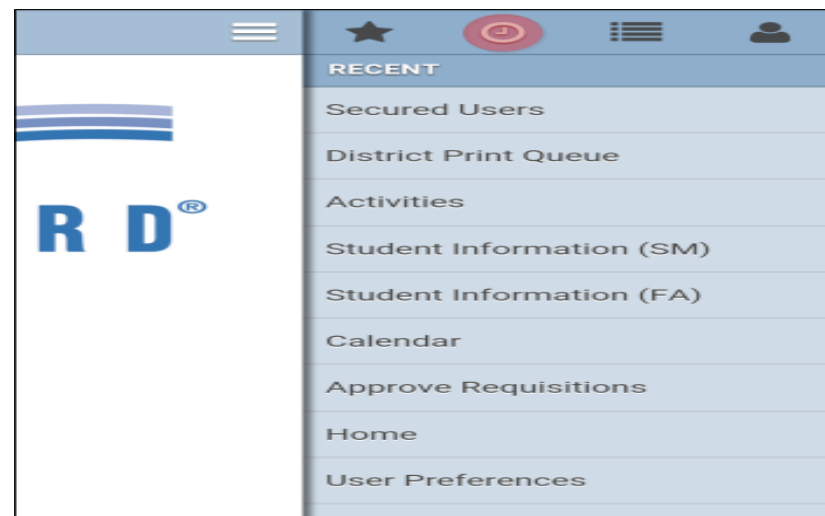 RECENT
Secured Users
District Print Queue
Activities
R D®
Student Information (SM)
Student Information (FA)
Calendar
Approve Requisitions
Home
User Preferences